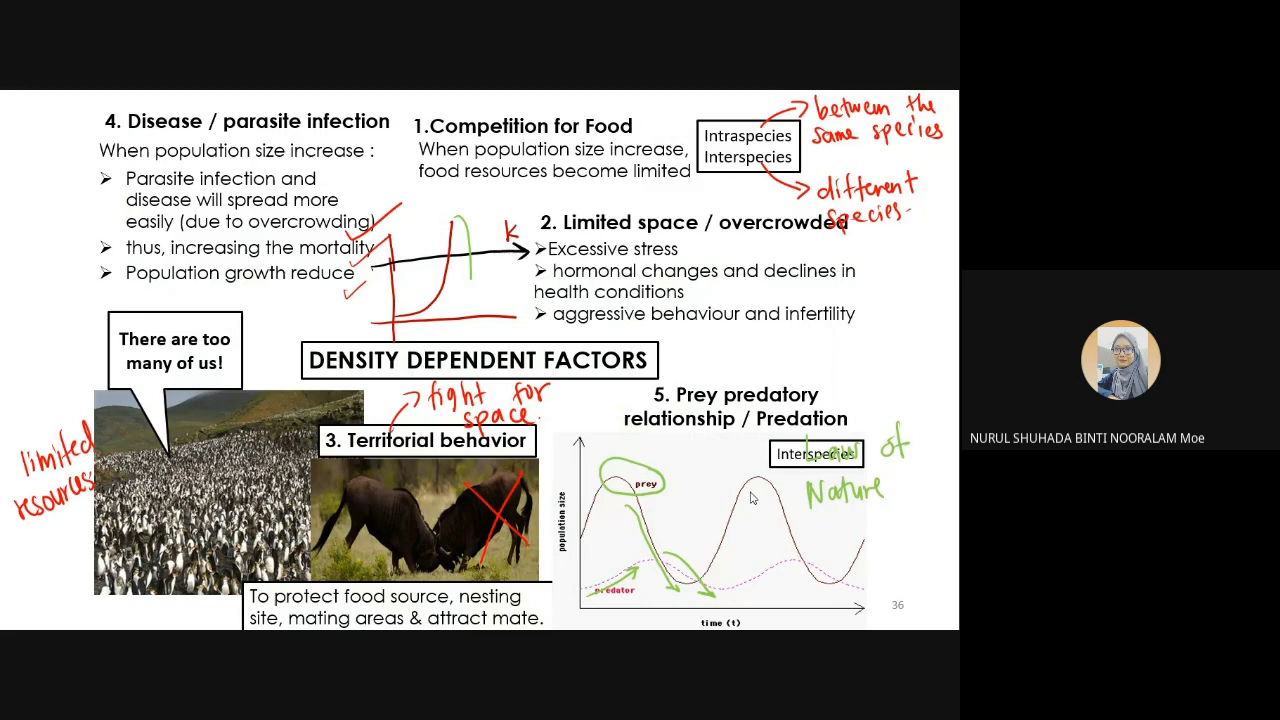 4. Disease / parasite infection
When population size increase :
➢ Parasite infection and
disease will spread more
easily (due to overcrowding)
➢ thus, increasing the mortality
➢ Population growth reduce
1.Competition for Food
When population size increase,
food resources become limited
Intraspecies
Interspecies
between the
same species
different
species.
K
2. Limited space / overcrowded
➢Excessive stress
➢ hormonal changes and declines in
health conditions
➢ aggressive behaviour and infertility
There are too
many of us!
DENSITY DEPENDENT FACTORS
limited
resources
fight for
space.
3. Territorial behavior
To protect food source, nesting
site, mating areas & attract mate.
5. Prey predatory
relationship / Predation
Interspecies
Law of
Nature
prey
predator
population size
time (t)
36
NURUL SHUHADA BINTI NOORALAM Moe